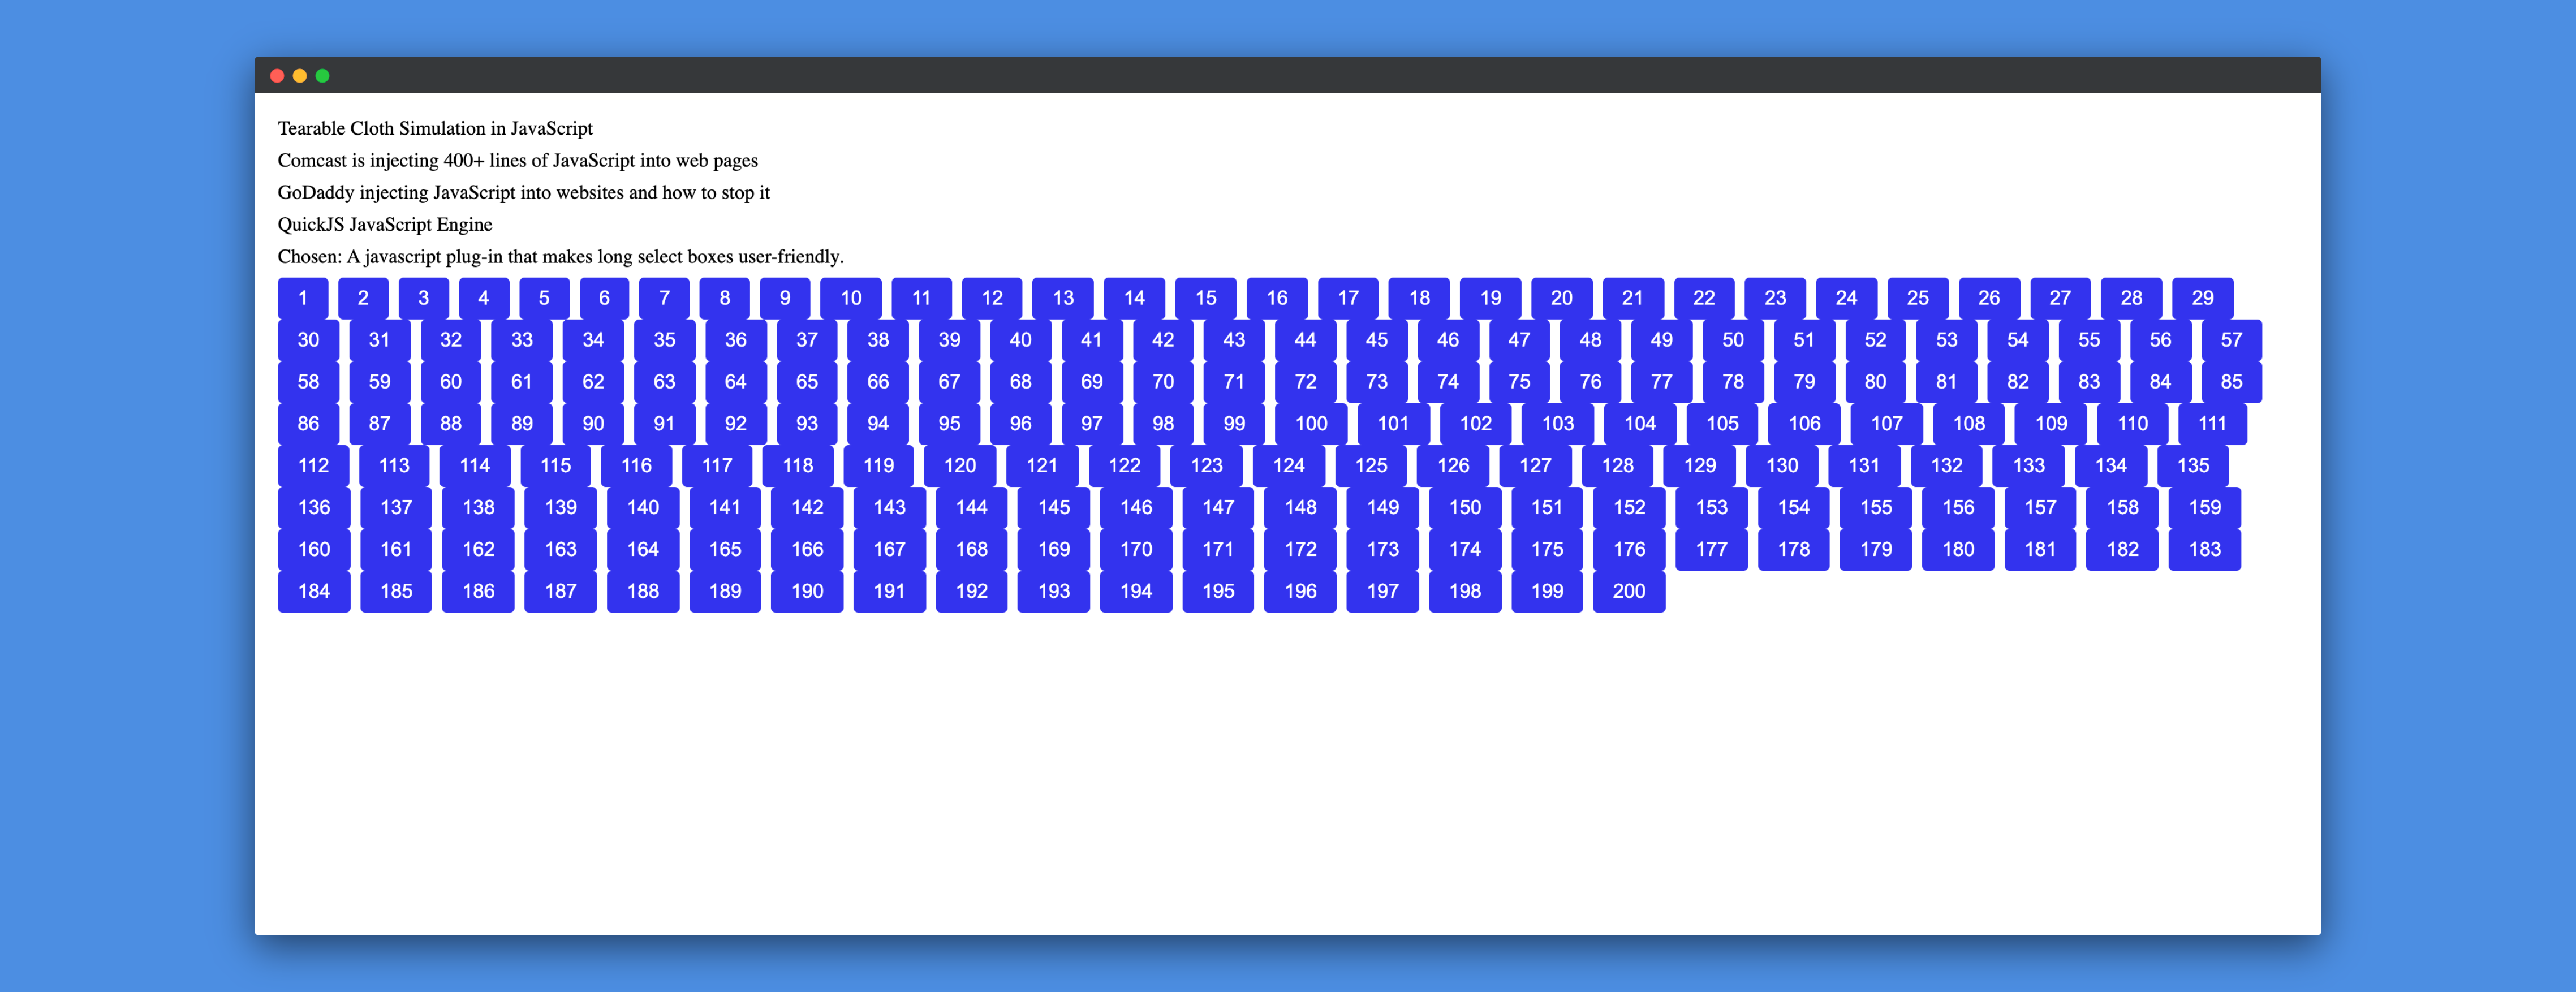 Tearable Cloth Simulation in JavaScript
Comcast is injecting 400+ lines of JavaScript into web pages
GoDaddy injecting JavaScript into websites and how to stop it
QuickJS JavaScript Engine
Chosen: A javascript plug-in that makes long select boxes user-friendly.
1 2 3 4 5 6 7 8 9 10 11 12 13 14 15 16 17 18 19 20 21 22 23 24 25 26 27 28 29
30 31 32 33 34 35 36 37 38 39 40 41 42 43 44 45 46 47 48 49 50 51 52 53 54 55 56 57
58 59 60 61 62 63 64 65 66 67 68 69 70 71 72 73 74 75 76 77 78 79 80 81 82 83 84 85
86 87 88 89 90 91 92 93 94 95 96 97 98 99 100 101 102 103 104 105 106 107 108 109 110 111
112 113 114 115 116 117 118 119 120 121 122 123 124 125 126 127 128 129 130 131 132 133 134 135
136 137 138 139 140 141 142 143 144 145 146 147 148 149 150 151 152 153 154 155 156 157 158 159
160 161 162 163 164 165 166 167 168 169 170 171 172 173 174 175 176 177 178 179 180 181 182 183
184 185 186 187 188 189 190 191 192 193 194 195 196 197 198 199 200